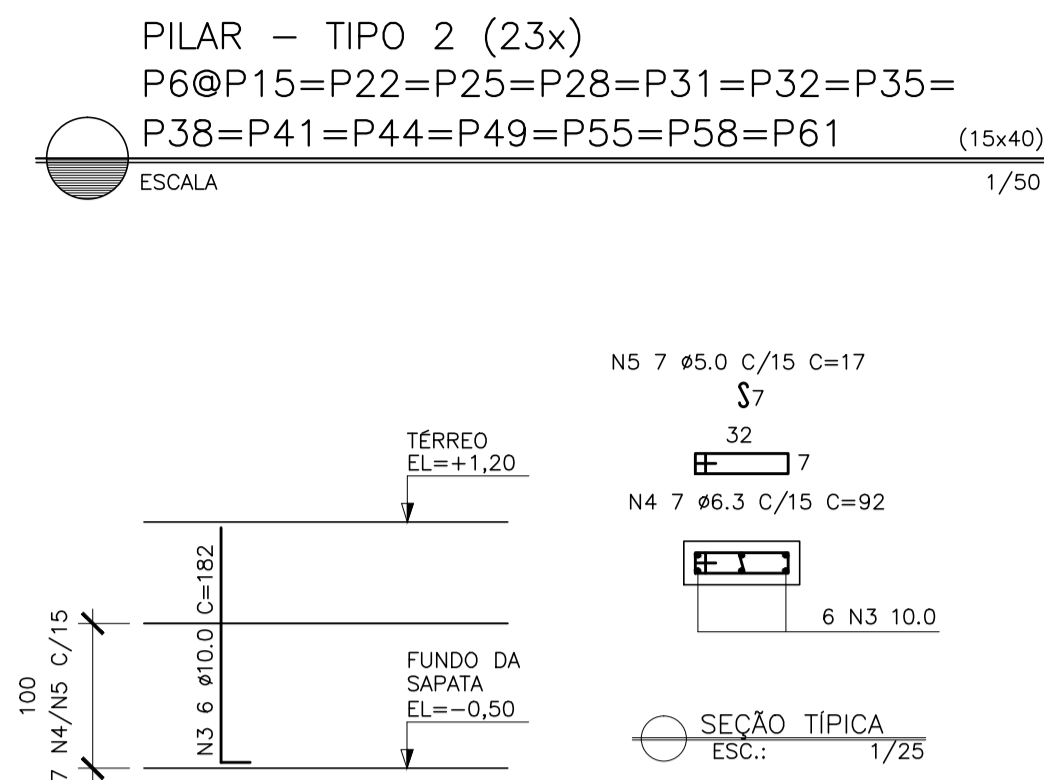 PILAR – TIPO 2 (23x)
P6@P15=P22=P25=P28=P31=P32=P35=
P38=P41=P44=P49=P55=P58=P61 (15x40)
ESCALA 1/50
N5 7 ø5.0 C/15 C=17
7
32
7
N4 7 ø6.3 C/15 C=92
6 N3 10.0
TÉRREO
EL=+1,20
N3 6 ø10.0 C=182
100
7 N4/N5 C/15
FUNDO DA
SAPATA
EL=–0,50
SEÇÃO TÍPICA
ESC.: 1/25